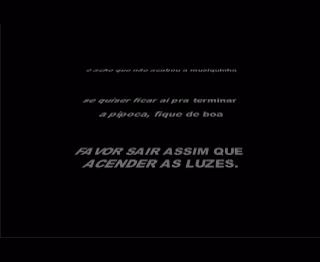 e acho que não acabou a musiquinha
se quiser ficar aí pra terminar
a pipoca, fique de boa
FAVOR SAIR ASSIM QUE
ACENDER AS LUZES.